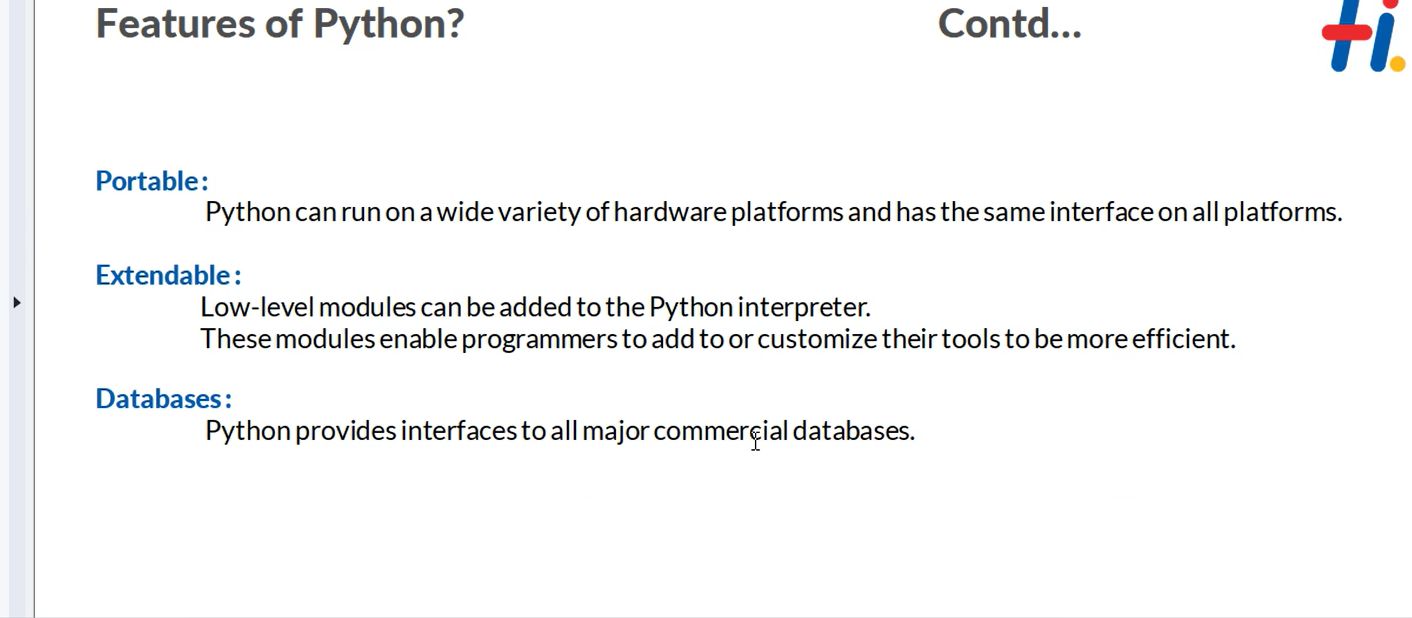 Features of Python? Contd...
Hi.
Portable:
Python can run on a wide variety of hardware platforms and has the same interface on all platforms.
Extendable:
Low-level modules can be added to the Python interpreter.
These modules enable programmers to add to or customize their tools to be more efficient.
Databases:
Python provides interfaces to all major commercial databases.